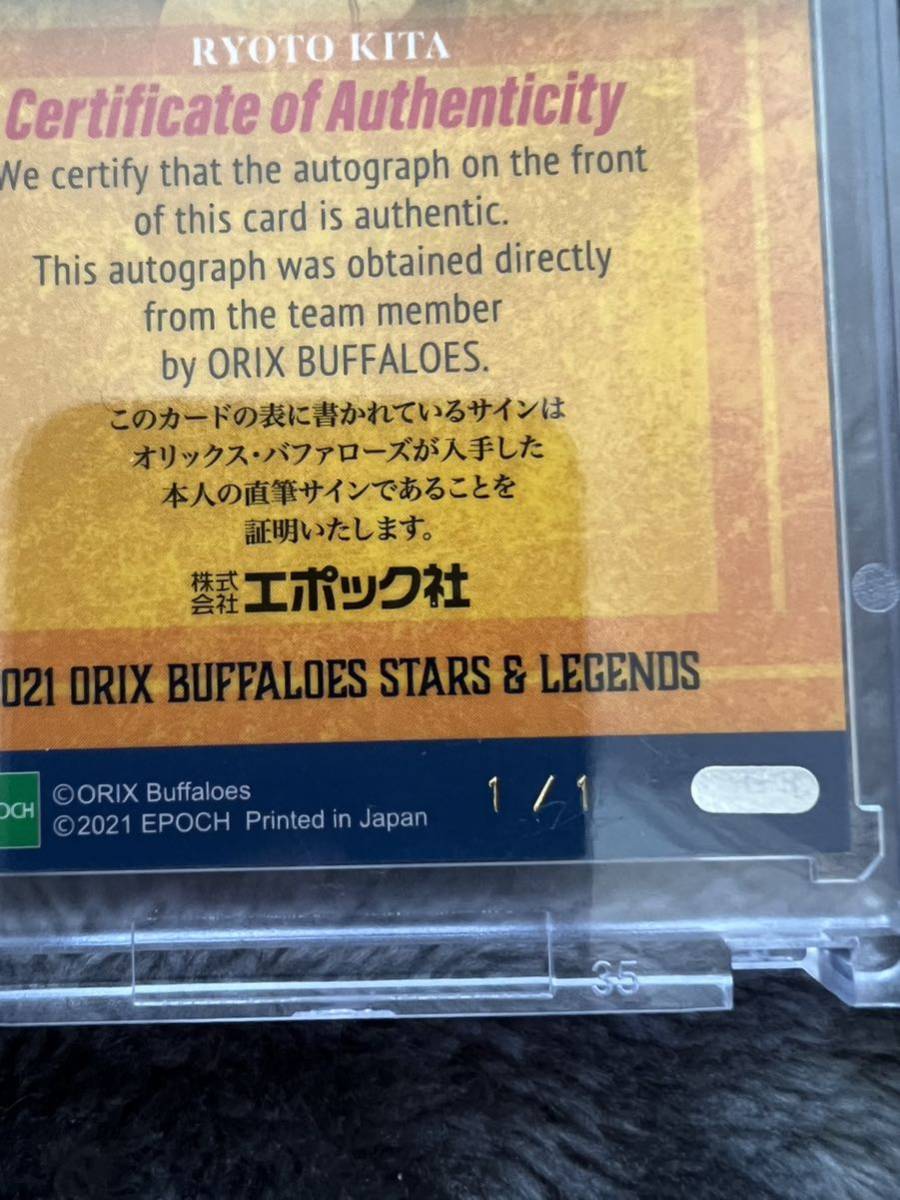 RYOTO KITA
Certificate of Authenticity
We certify that the autograph on the front
of this card is authentic.
This autograph was obtained directly
from the team member
by ORIX BUFFALOES.
このカードの表に書かれているサインは
オリックス・バファローズが入手した
本人の直筆サインであることを
証明いたします。
株式会社エポック社
021 ORIX BUFFALOES STARS & LEGENDS
OCH
©ORIX Buffaloes
©2021 EPOCH Printed in Japan
1 / 1
35